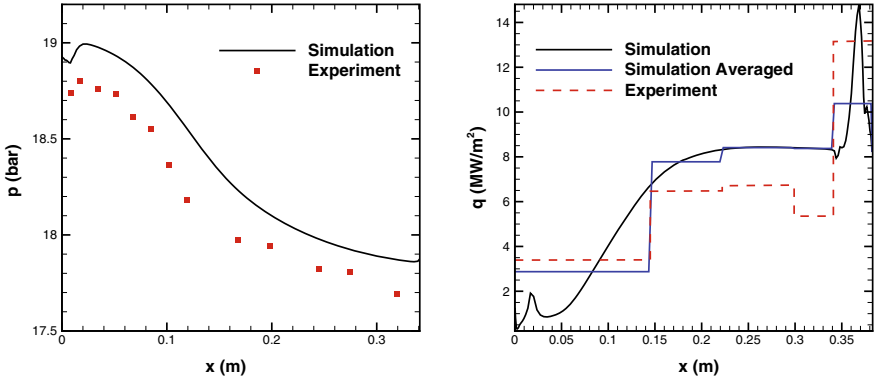 p (bar)
19
18.5
18
17.5
0
0.1
0.2
0.3
x (m)
Simulation
Experiment
q (MW/m²)
14
12
10
8
6
4
2
0
0.05
0.1
0.15
0.2
0.25
0.3
0.35
x (m)
Simulation
Simulation Averaged
Experiment